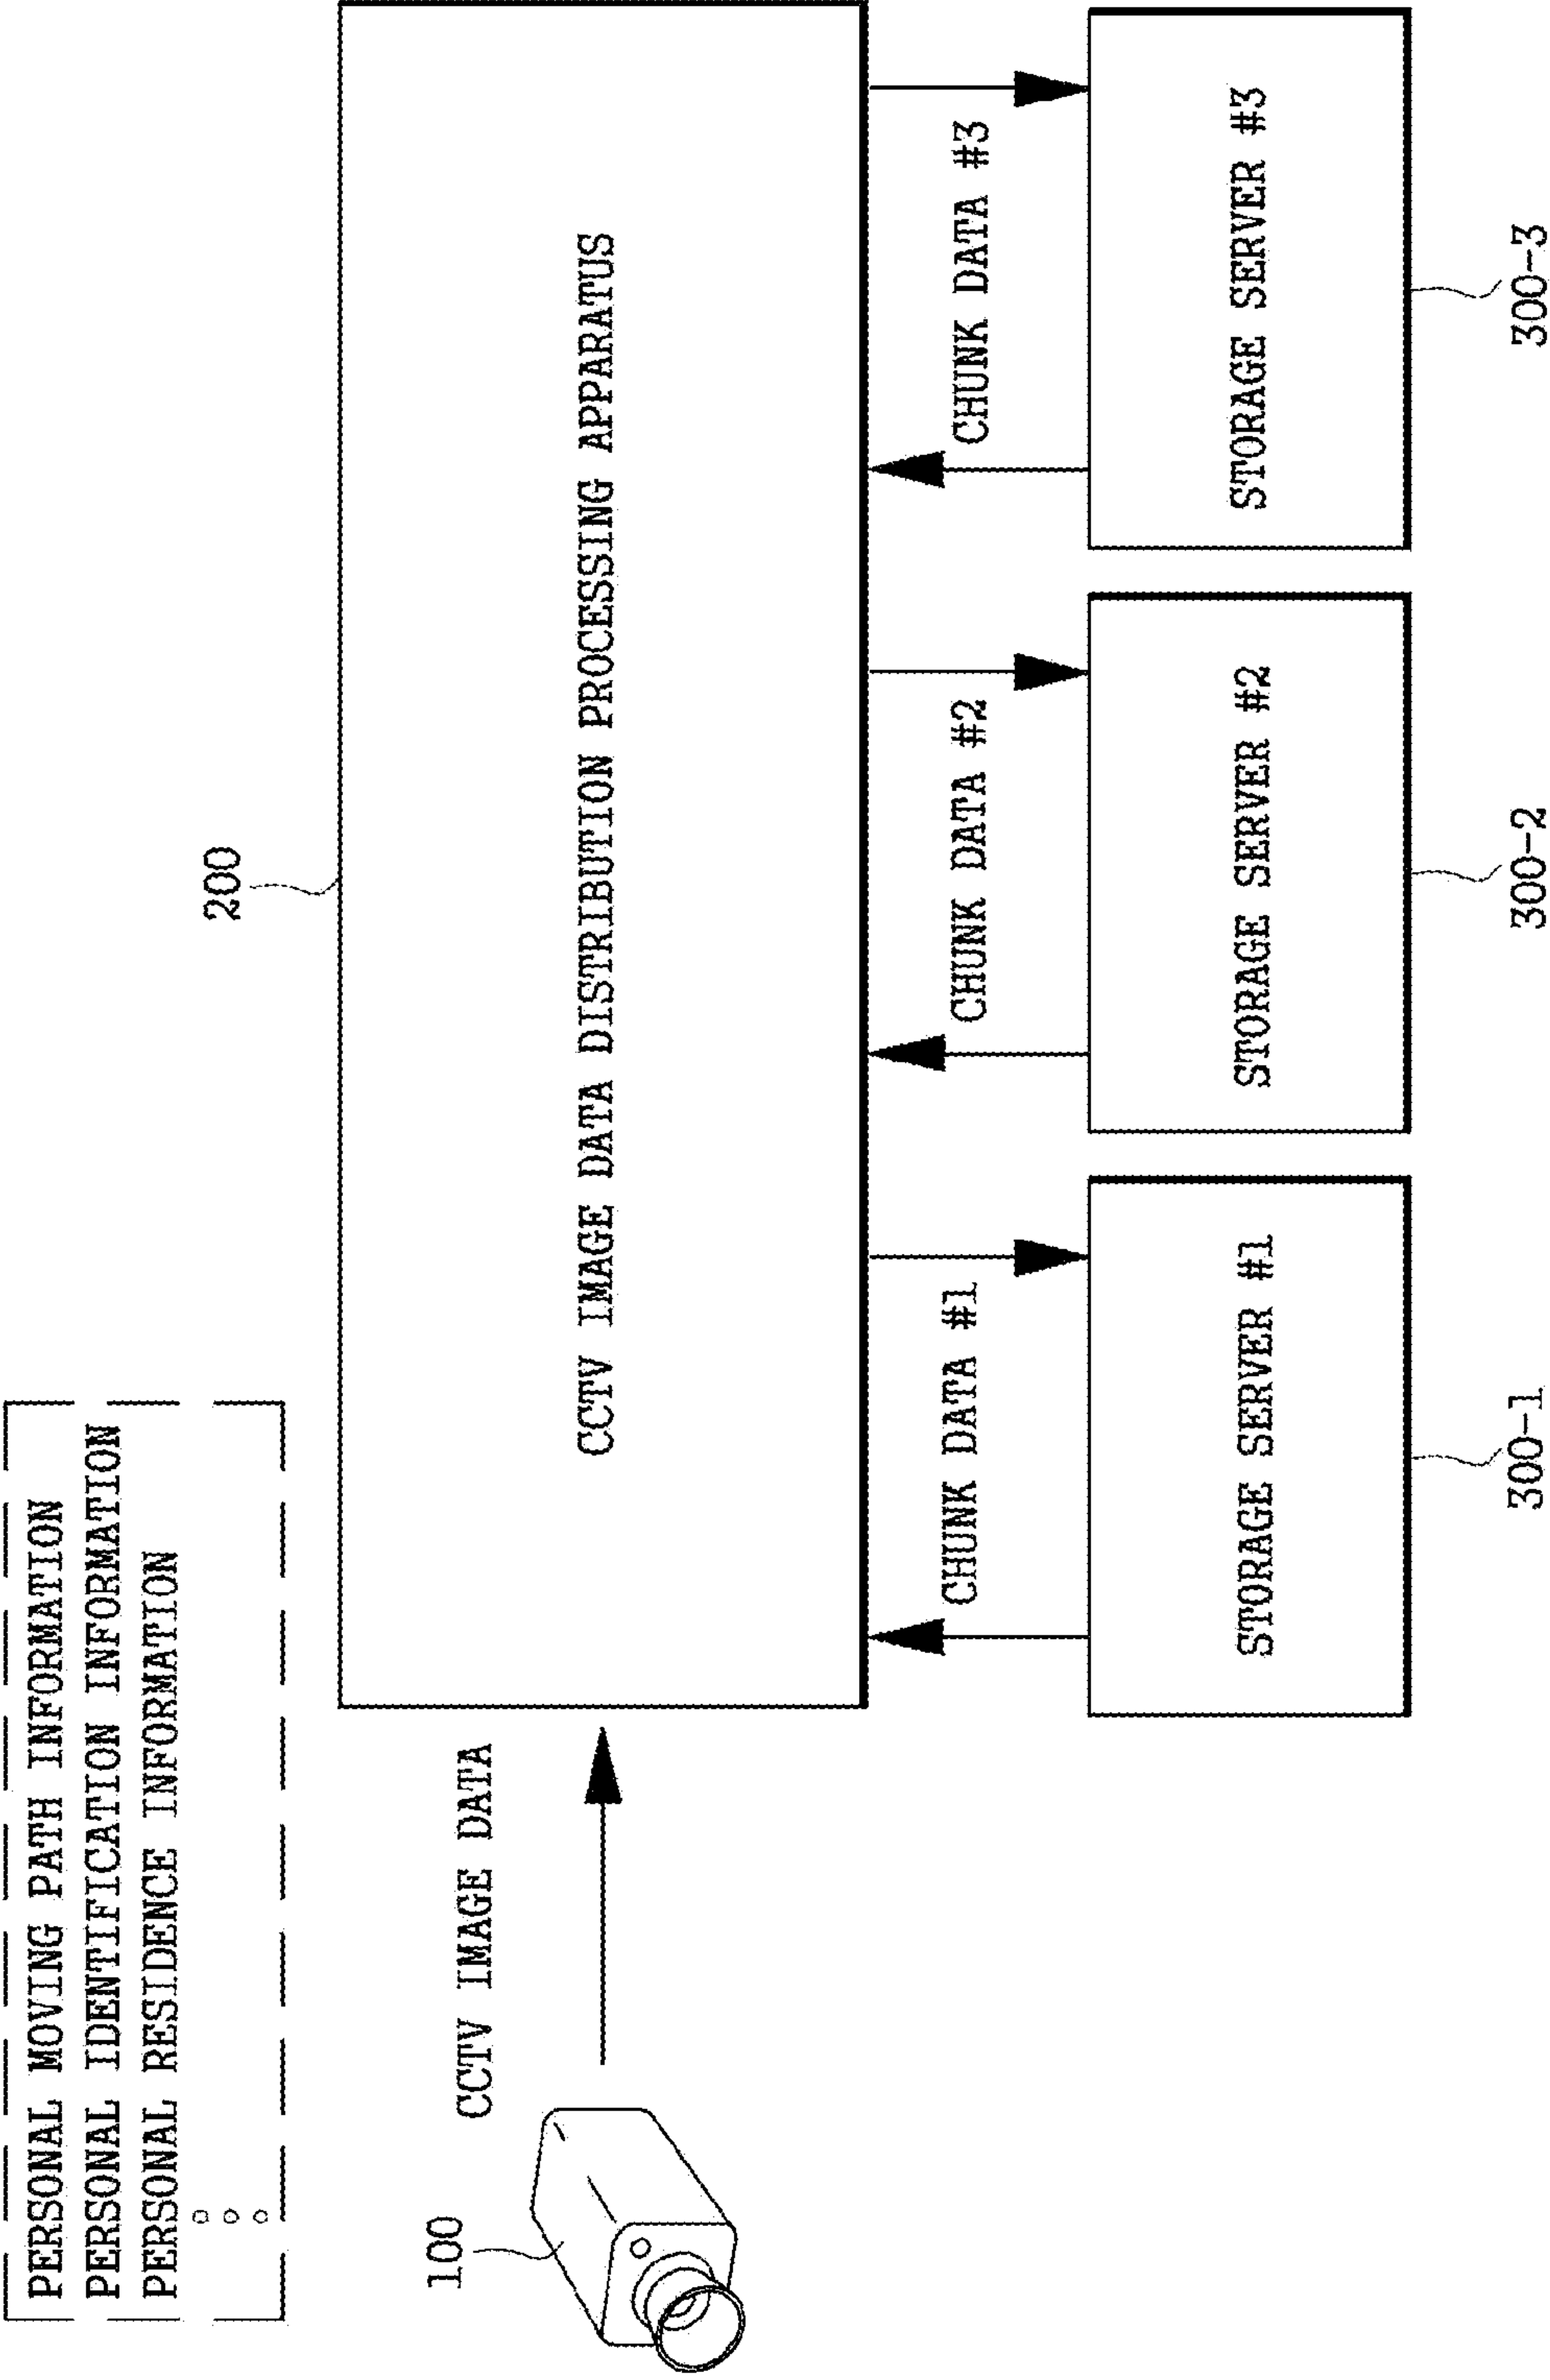 PERSONAL MOVING PATH INFORMATION
PERSONAL IDENTIFICATION INFORMATION
PERSONAL RESIDENCE INFORMATION
200
100
CCTV IMAGE DATA
CCTV IMAGE DATA DISTRIBUTION PROCESSING APPARATUS
CHUNK DATA #1
CHUNK DATA #2
CHUNK DATA #3
STORAGE SERVER #1
STORAGE SERVER #2
STORAGE SERVER #3
300-1
300-2
300-3